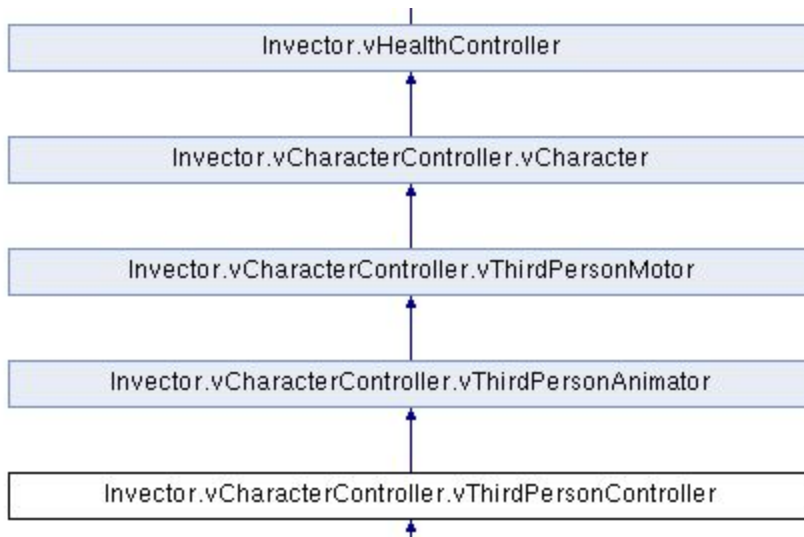 Invector.vHealthController
Invector.vCharacterController.vCharacter
Invector.vCharacterController.vThirdPersonMotor
Invector.vCharacterController.vThirdPersonAnimator
Invector.vCharacterController.vThirdPersonController